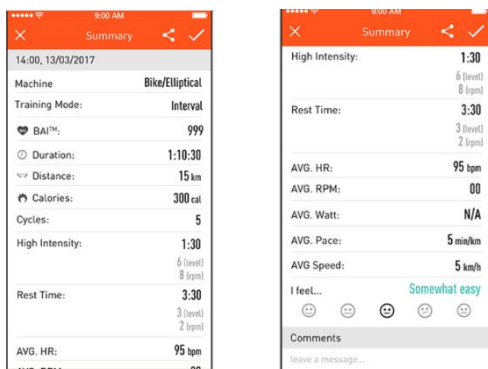 9:00 AM
Summary
14:00, 13/03/2017
Machine Bike/Elliptical
Training Mode: Interval
BAI™: 999
Duration: 1:10:30
Distance: 15 km
Calories: 300 cal
Cycles: 5
High Intensity: 1:30
6 (level)
8 (rpm)
Rest Time: 3:30
3 (level)
2 (rpm)
AVG. HR: 95 bpm
9:00 AM
Summary
High Intensity: 1:30
6 (level)
8 (rpm)
Rest Time: 3:30
3 (level)
2 (rpm)
AVG. HR: 95 bpm
AVG. RPM: 00
AVG. Watt: N/A
AVG. Pace: 5 min/km
AVG Speed: 5 km/h
I feel... Somewhat easy
Comments
leave a message...